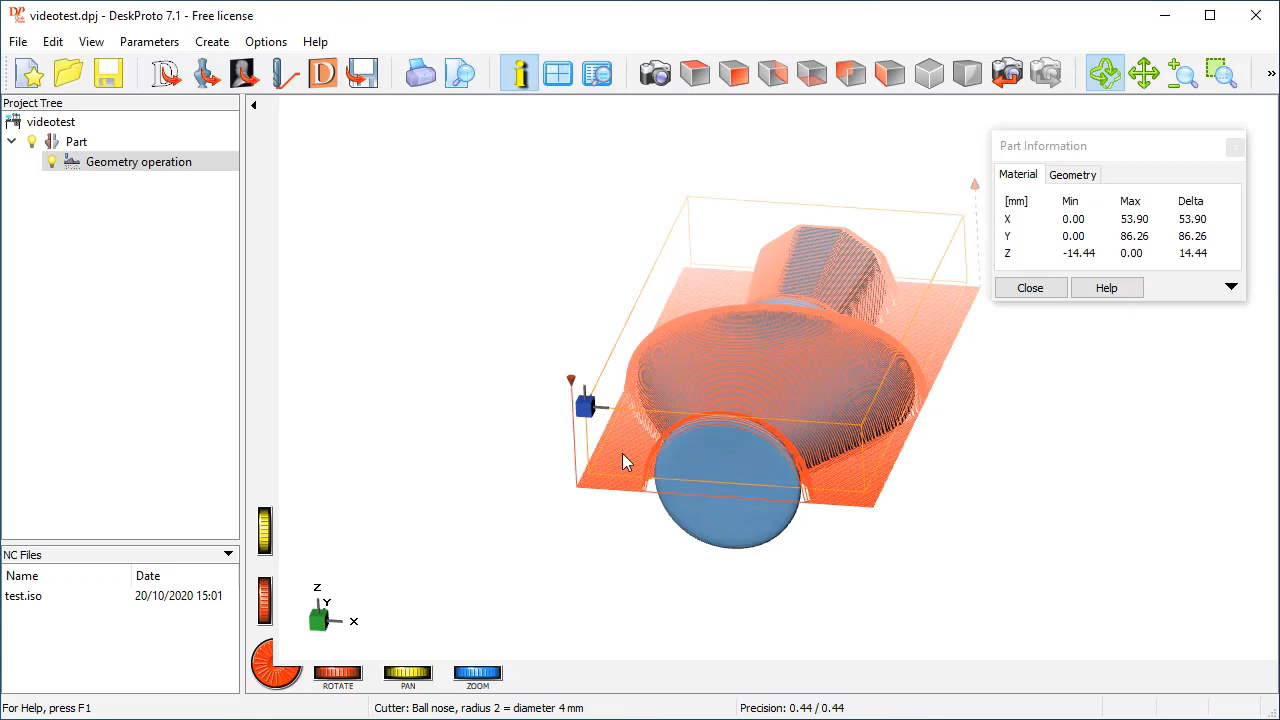 videotest.dpj - DeskProto 7.1 - Free license
File Edit View Parameters Create Options Help
Project Tree
videotest
Part
Geometry operation
Part Information
Material Geometry
[mm] Min Max Delta
X 0.00 53.90 53.90
Y 0.00 86.26 86.26
Z -14.44 0.00 14.44
Close Help
NC Files
Name Date
test.iso 20/10/2020 15:01
Z
Y
X
ROTATE PAN ZOOM
For Help, press F1 Cutter: Ball nose, radius 2 = diameter 4 mm Precision: 0.44 / 0.44